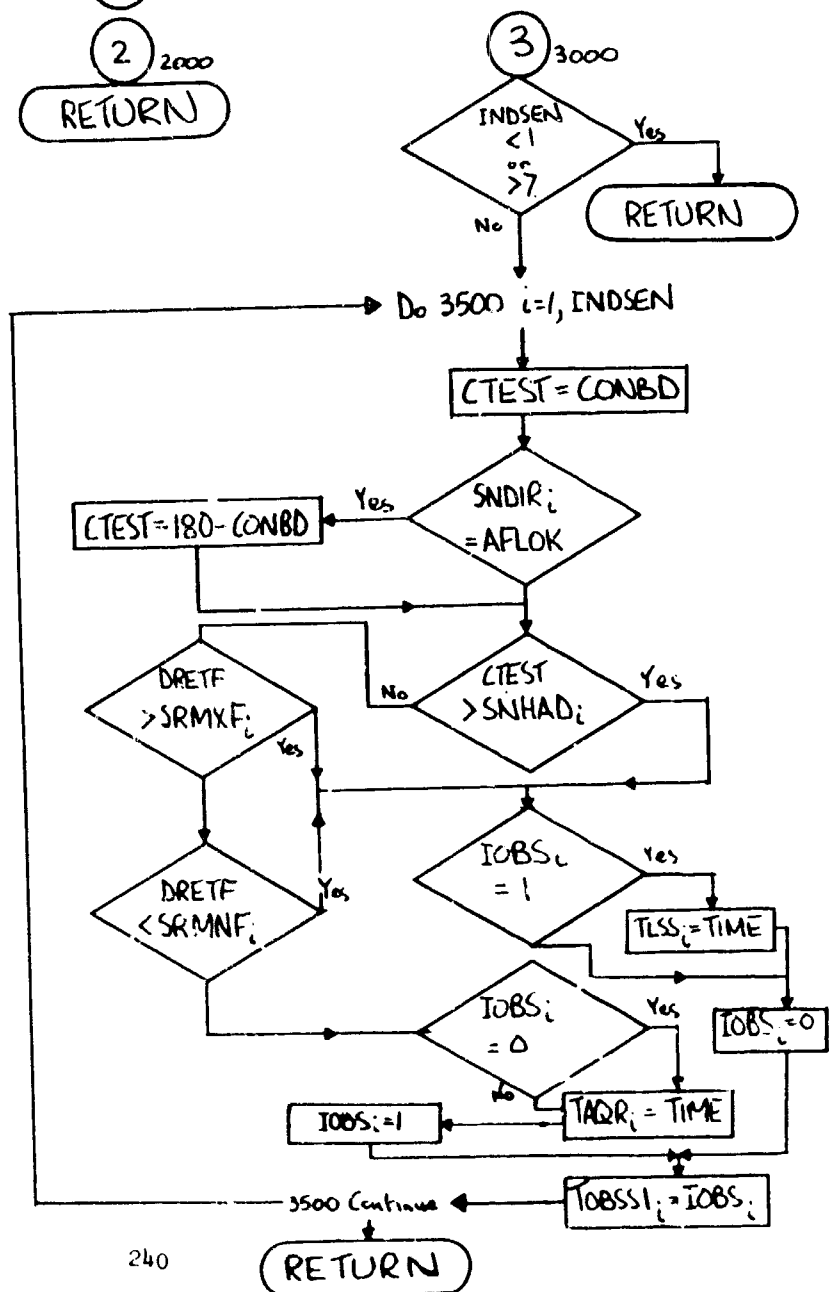 2 2000
RETURN
3 3000
INDSEN
<1
or
>7
Yes
RETURN
No
Do 3500 i=1, INDSEN
CTEST = CONBD
SNDIRi
= AFLOK
Yes
CTEST=180-CONBD
CTEST
>SNHADi
Yes
No
DRETF
>SRMXFi
Yes
DRETF
<SRMNFi
Yes
IOBSi
= 1
Yes
TLSSi=TIME
IOBSi=0
IOBSi
= 0
Yes
No
TAQRi = TIME
IOBSi=1
IOBSSIi=IOBSi
3500 Continue
RETURN
240